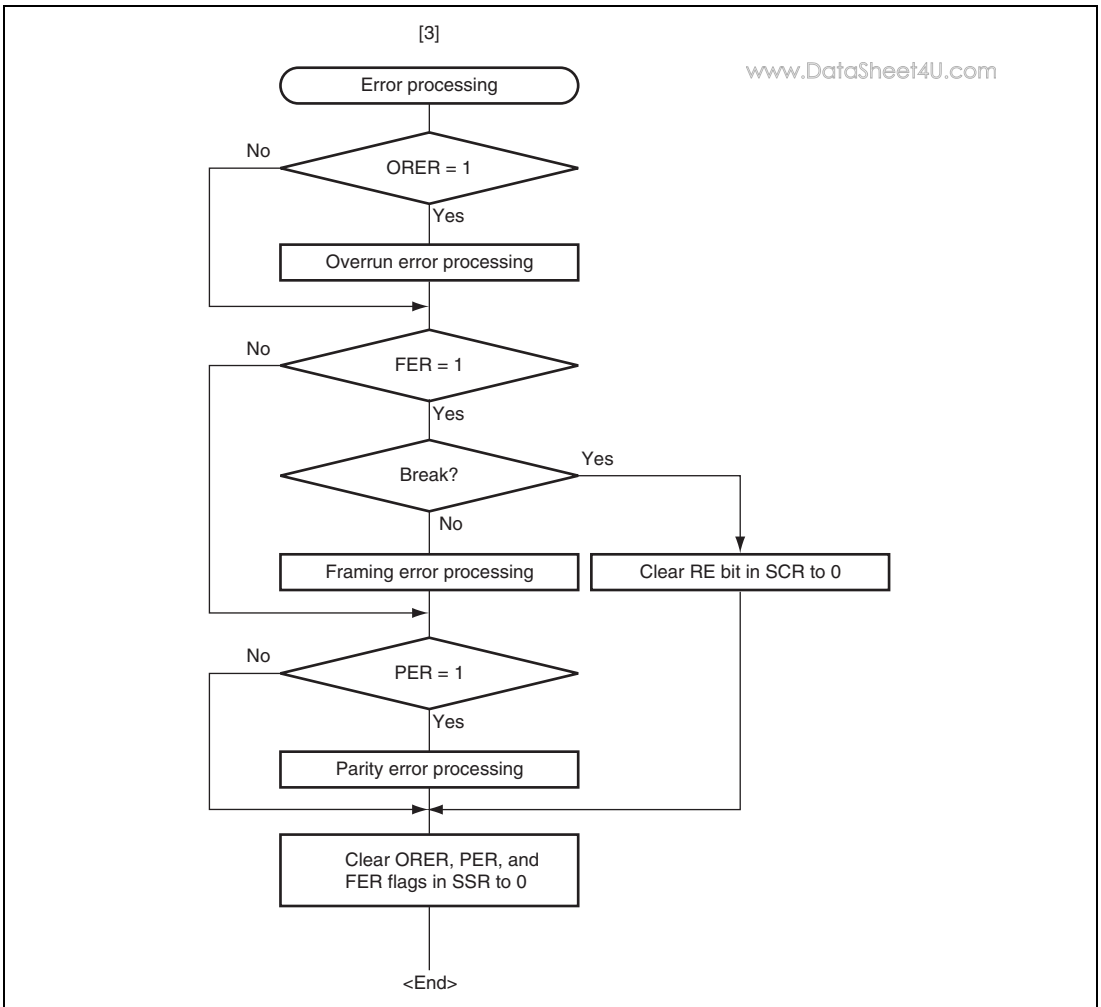 [3]
www.DataSheet4U.com
Error processing
No
ORER = 1
Yes
Overrun error processing
No
FER = 1
Yes
Break?
Yes
No
Framing error processing
Clear RE bit in SCR to 0
No
PER = 1
Yes
Parity error processing
Clear ORER, PER, and
FER flags in SSR to 0
<End>